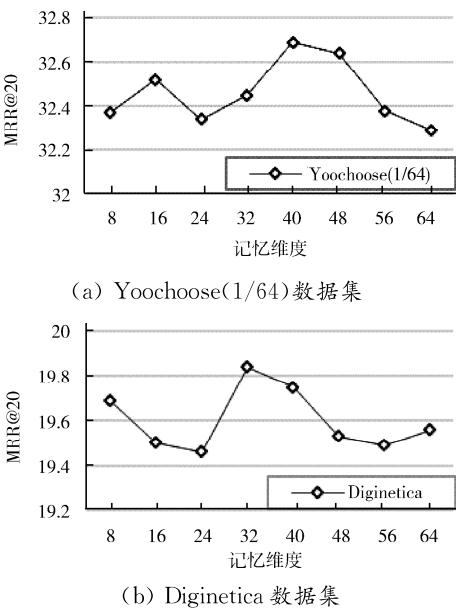 32.8
32.6
32.4
32.2
32
MRR@20
Yoochoose(1/64)
8 16 24 32 40 48 56 64
记忆维度
(a) Yoochoose(1/64)数据集
20
19.8
19.6
19.4
19.2
MRR@20
Diginetica
8 16 24 32 40 48 56 64
记忆维度
(b) Diginetica 数据集